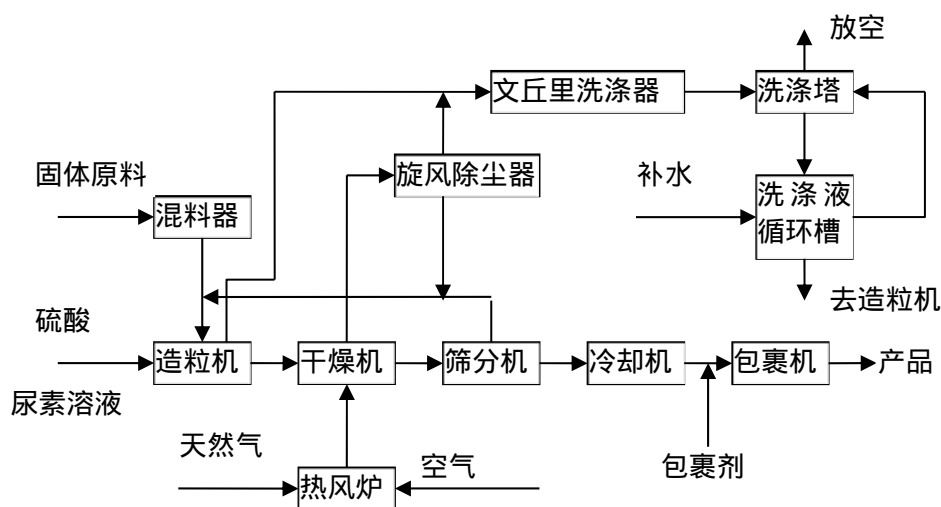 放空
文丘里洗涤器
洗涤塔
固体原料
旋风除尘器
补水
洗涤液
循环槽
混料器
去造粒机
硫酸
造粒机
干燥机
筛分机
冷却机
包裹机
产品
尿素溶液
天然气
空气
包裹剂
热风炉